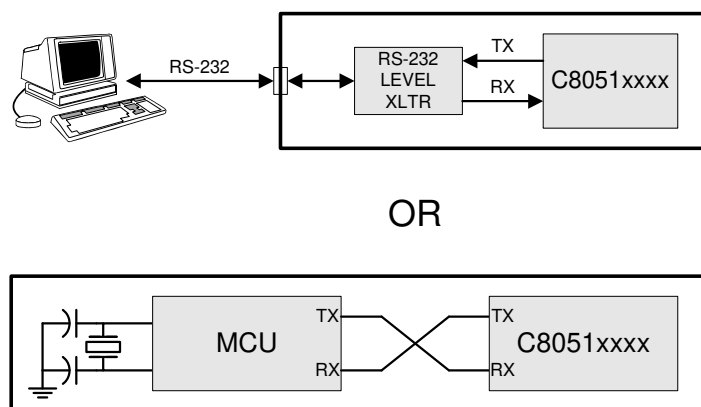 RS-232
RS-232
LEVEL
XLTR
TX
RX
C8051xxxx
OR
MCU
TX
RX
TX
RX
C8051xxxx